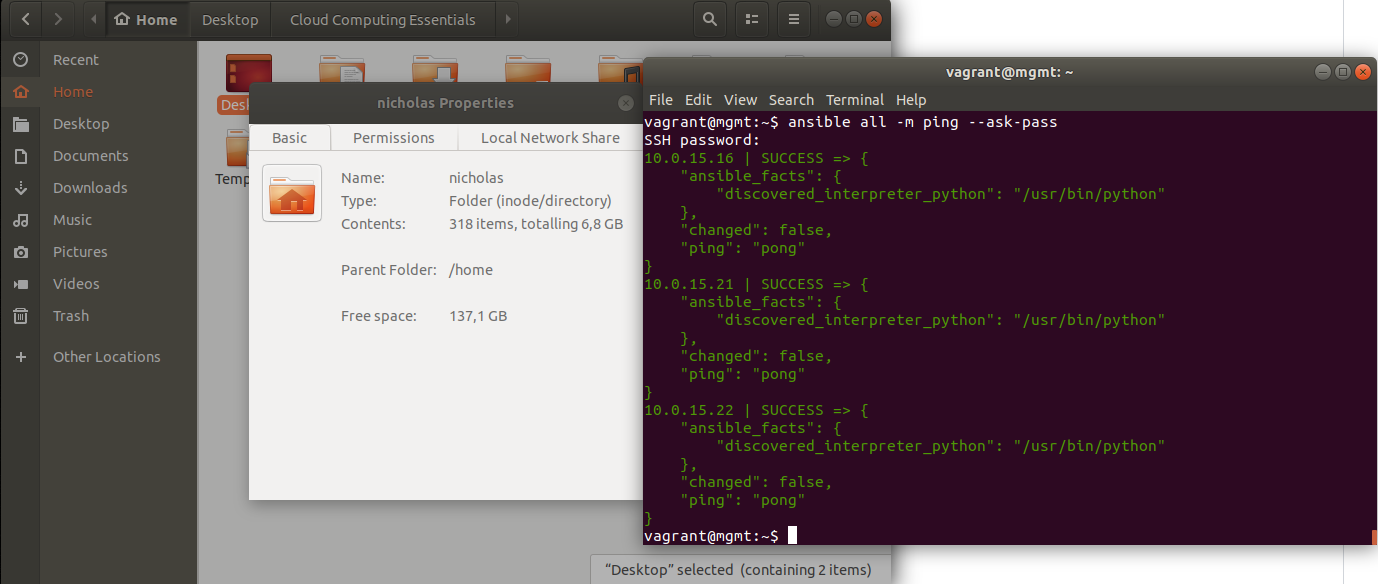 Home Desktop Cloud Computing Essentials
Recent
Home
Desktop
Documents
Downloads
Music
Pictures
Videos
Trash
Other Locations
Desk
Temp
nicholas Properties
Basic Permissions Local Network Share
Name: nicholas
Type: Folder (inode/directory)
Contents: 318 items, totalling 6,8 GB
Parent Folder: /home
Free space: 137,1 GB
“Desktop” selected (containing 2 items)
vagrant@mgmt: ~
File Edit View Search Terminal Help
vagrant@mgmt:~$ ansible all -m ping --ask-pass
SSH password:
10.0.15.16 | SUCCESS => {
    "ansible_facts": {
        "discovered_interpreter_python": "/usr/bin/python"
    },
    "changed": false,
    "ping": "pong"
}
10.0.15.21 | SUCCESS => {
    "ansible_facts": {
        "discovered_interpreter_python": "/usr/bin/python"
    },
    "changed": false,
    "ping": "pong"
}
10.0.15.22 | SUCCESS => {
    "ansible_facts": {
        "discovered_interpreter_python": "/usr/bin/python"
    },
    "changed": false,
    "ping": "pong"
}
vagrant@mgmt:~$